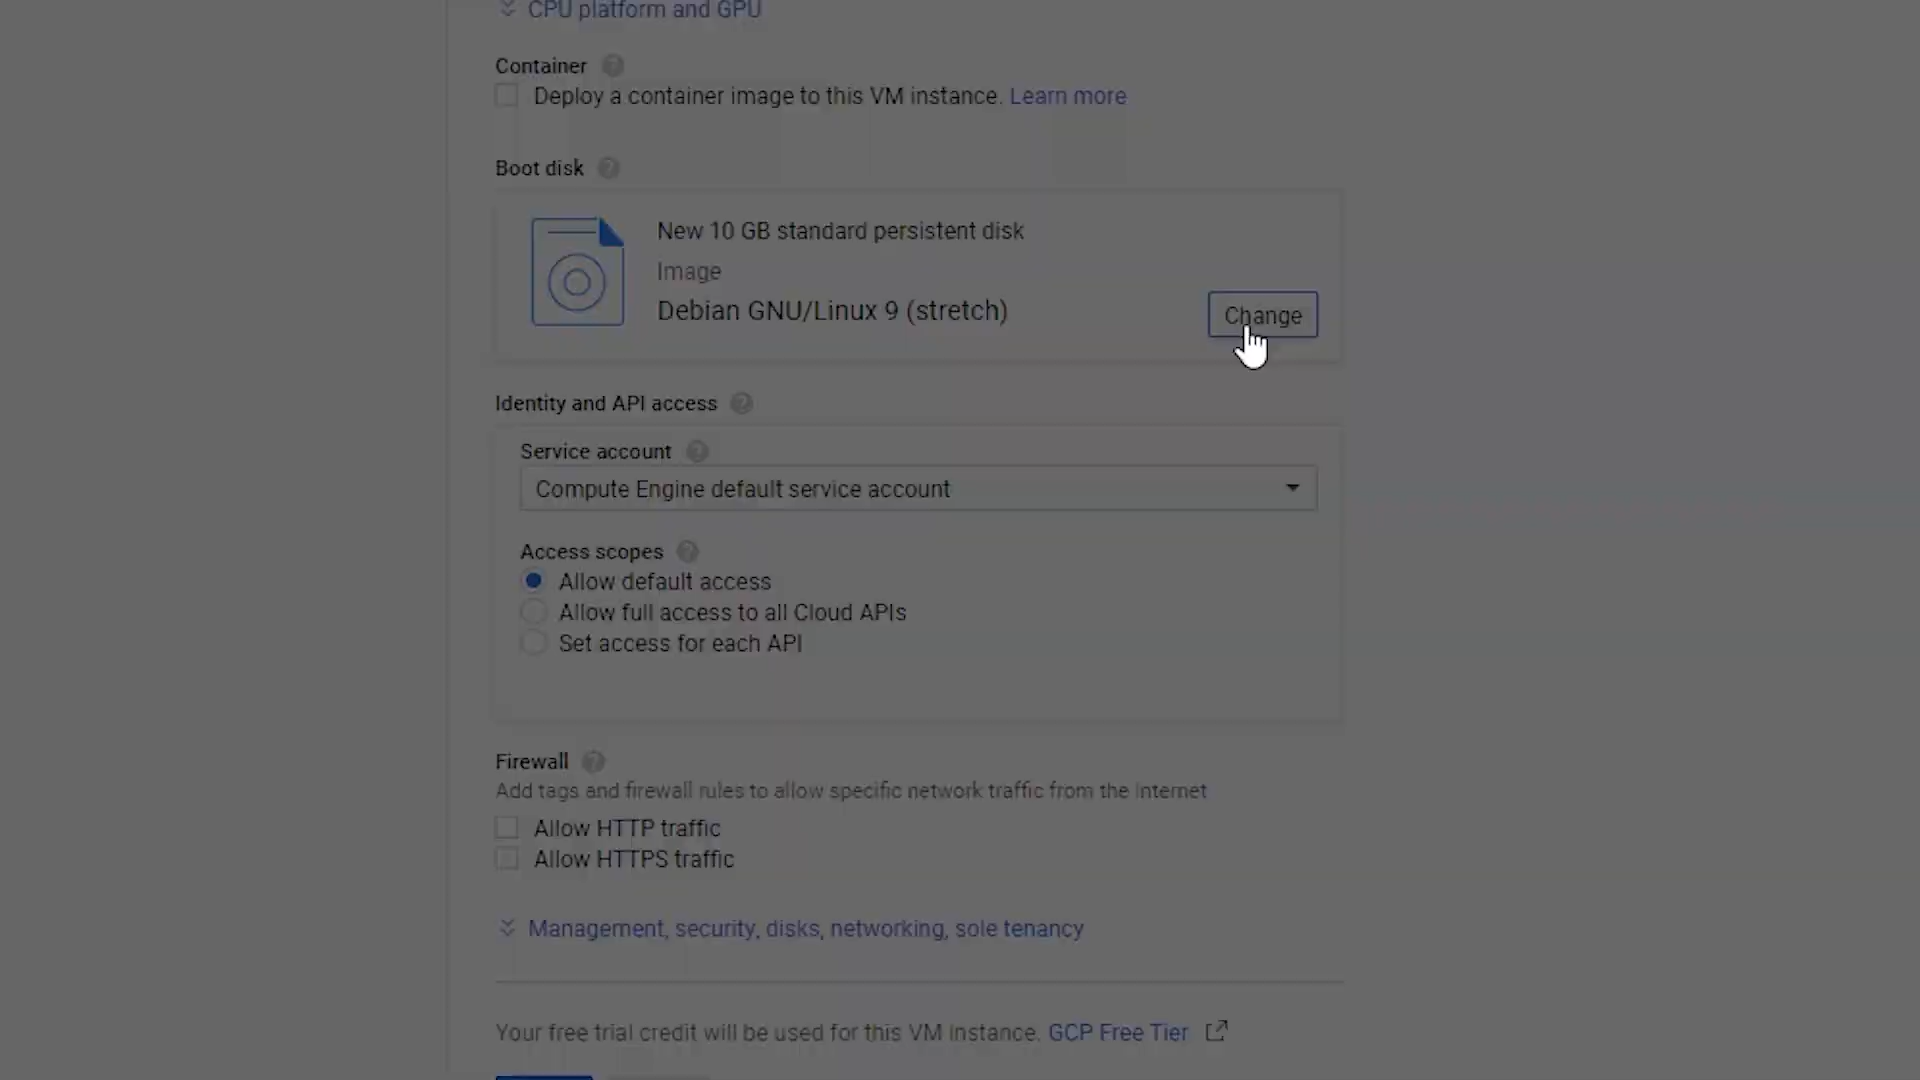 CPU platform and GPU
Container
Deploy a container image to this VM instance. Learn more
Boot disk
New 10 GB standard persistent disk
Image
Debian GNU/Linux 9 (stretch)
Change
Identity and API access
Service account
Compute Engine default service account
Access scopes
Allow default access
Allow full access to all Cloud APIs
Set access for each API
Firewall
Add tags and firewall rules to allow specific network traffic from the Internet
Allow HTTP traffic
Allow HTTPS traffic
Management, security, disks, networking, sole tenancy
Your free trial credit will be used for this VM instance. GCP Free Tier